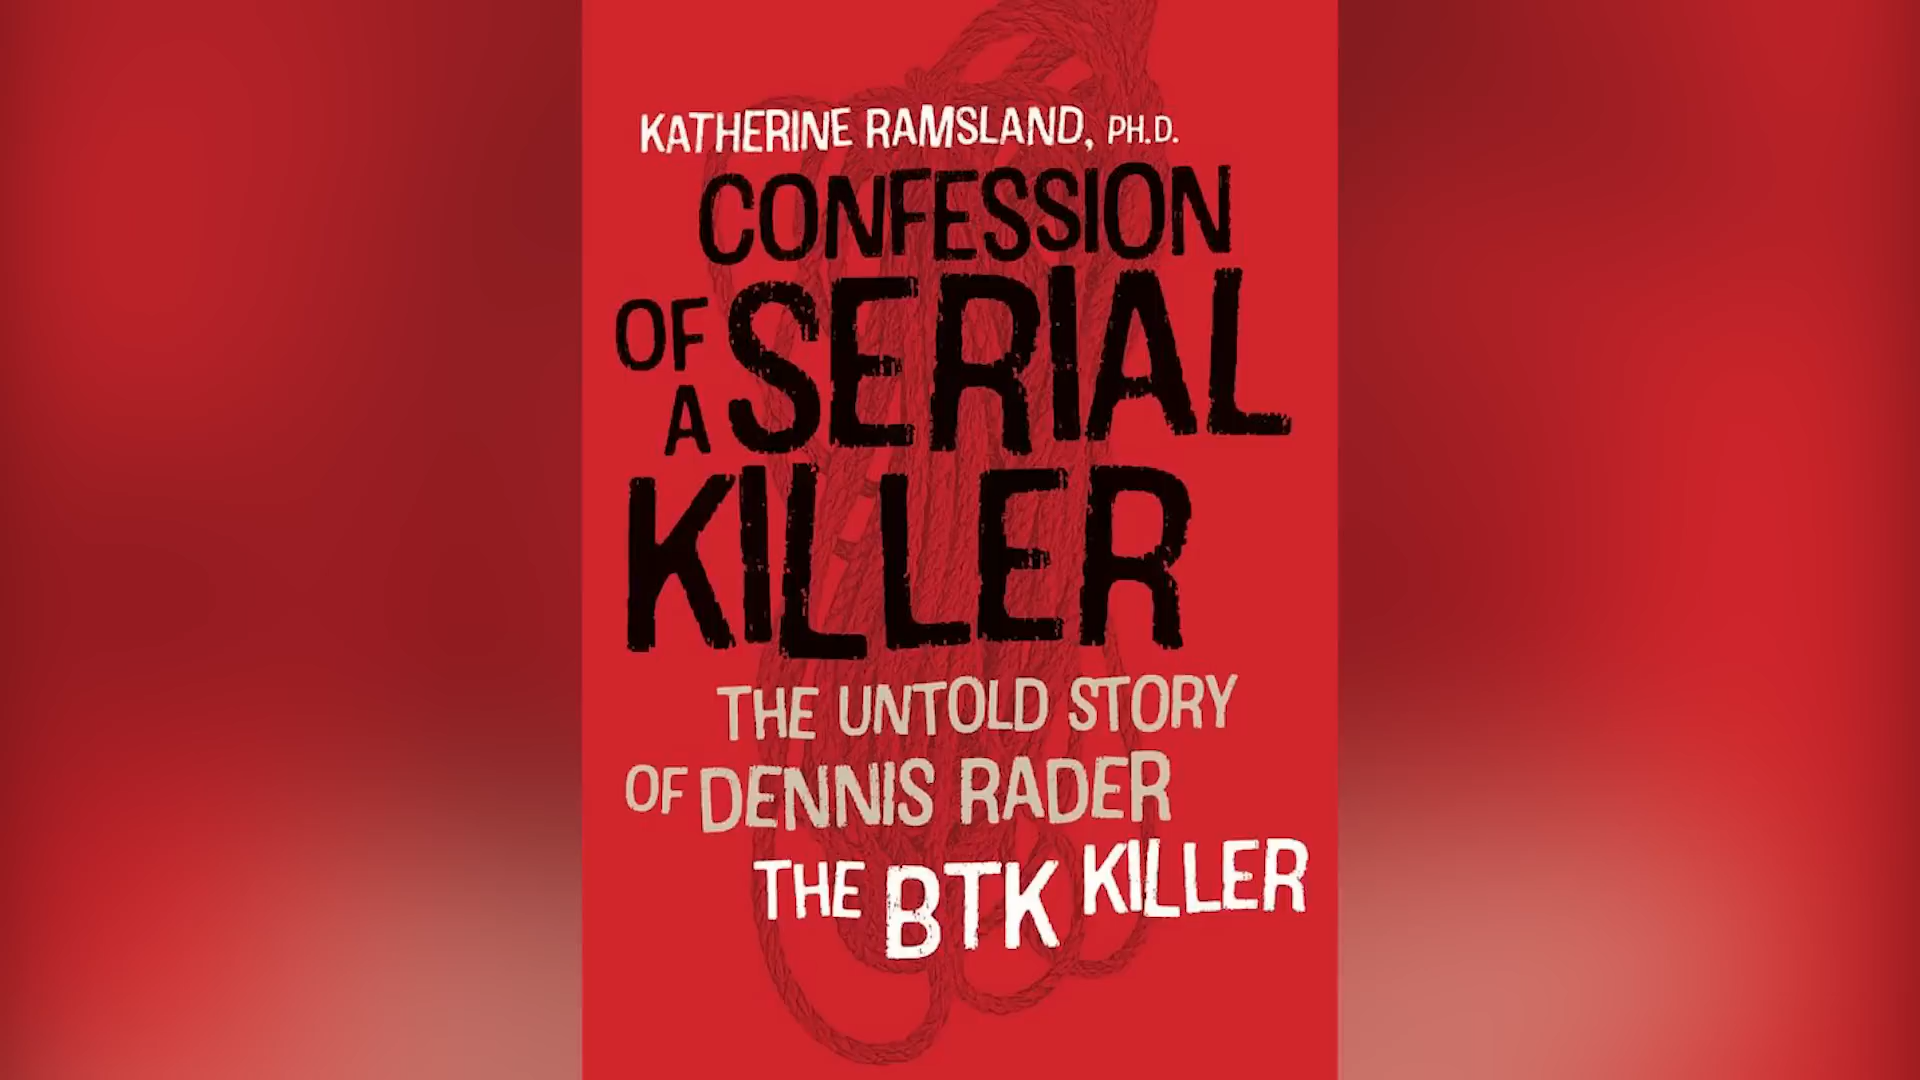 KATHERINE RAMSLAND, PH.D.
CONFESSION
OF A SERIAL
KILLER
THE UNTOLD STORY
OF DENNIS RADER
THE BTK KILLER